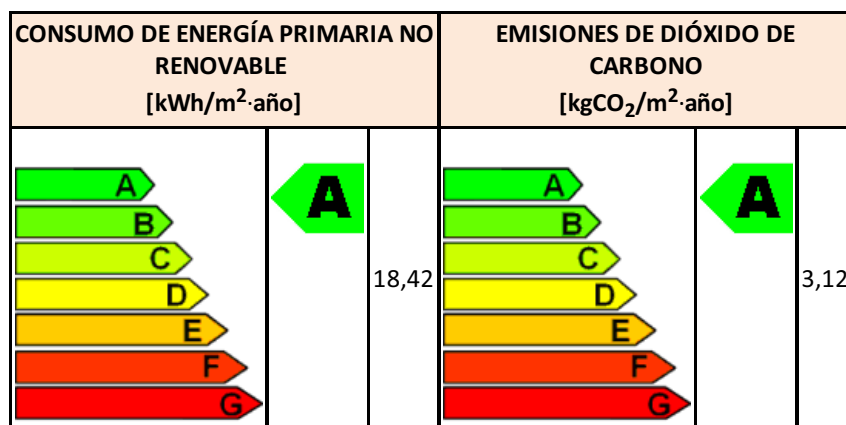 CONSUMO DE ENERGÍA PRIMARIA NO
RENOVABLE
[kWh/m²·año]
EMISIONES DE DIÓXIDO DE
CARBONO
[kgCO₂/m²·año]
A
B
C
D
E
F
G
A
18,42
A
B
C
D
E
F
G
A
3,12